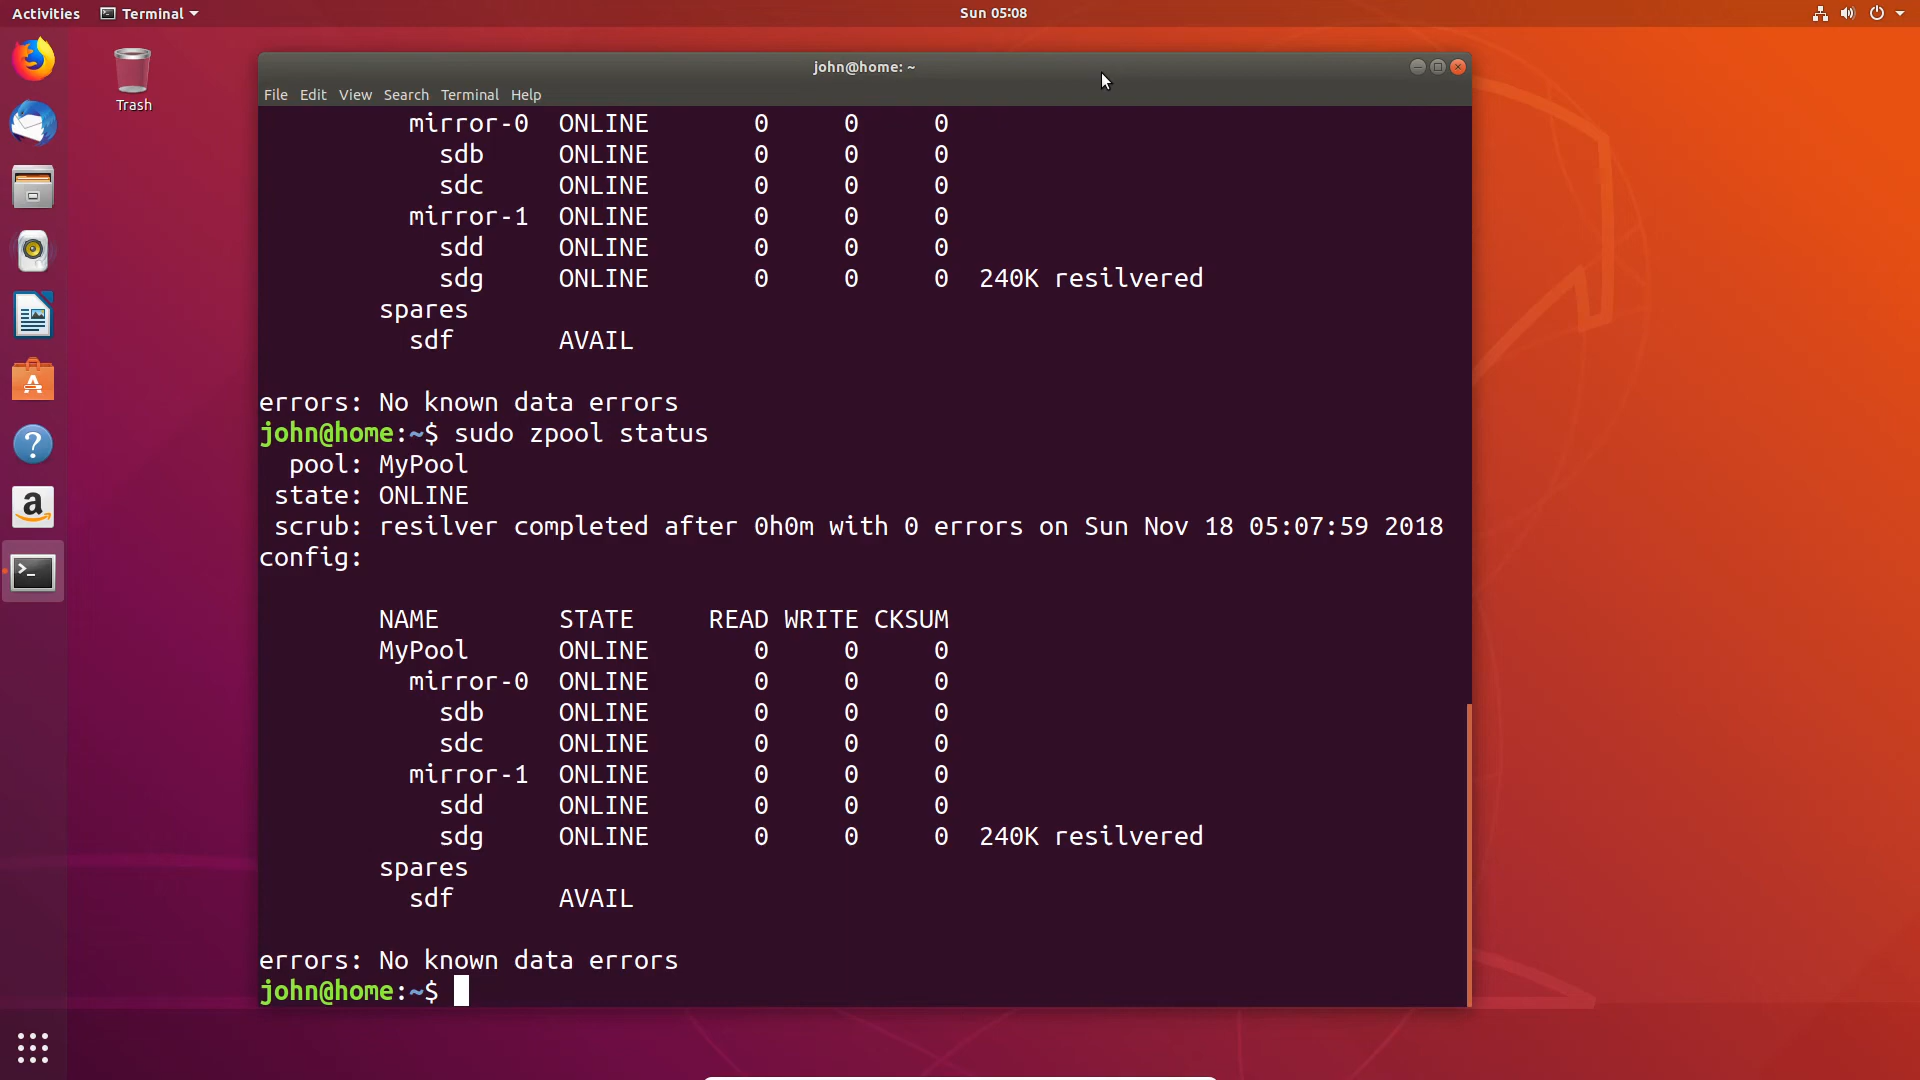 Activities Terminal Sun 05:08
Trash
john@home: ~
File Edit View Search Terminal Help
mirror-0 ONLINE 0 0 0
sdb ONLINE 0 0 0
sdc ONLINE 0 0 0
mirror-1 ONLINE 0 0 0
sdd ONLINE 0 0 0
sdg ONLINE 0 0 0 240K resilvered
spares
sdf AVAIL
errors: No known data errors
john@home:~$ sudo zpool status
pool: MyPool
state: ONLINE
scrub: resilver completed after 0h0m with 0 errors on Sun Nov 18 05:07:59 2018
config:
NAME STATE READ WRITE CKSUM
MyPool ONLINE 0 0 0
mirror-0 ONLINE 0 0 0
sdb ONLINE 0 0 0
sdc ONLINE 0 0 0
mirror-1 ONLINE 0 0 0
sdd ONLINE 0 0 0
sdg ONLINE 0 0 0 240K resilvered
spares
sdf AVAIL
errors: No known data errors
john@home:~$